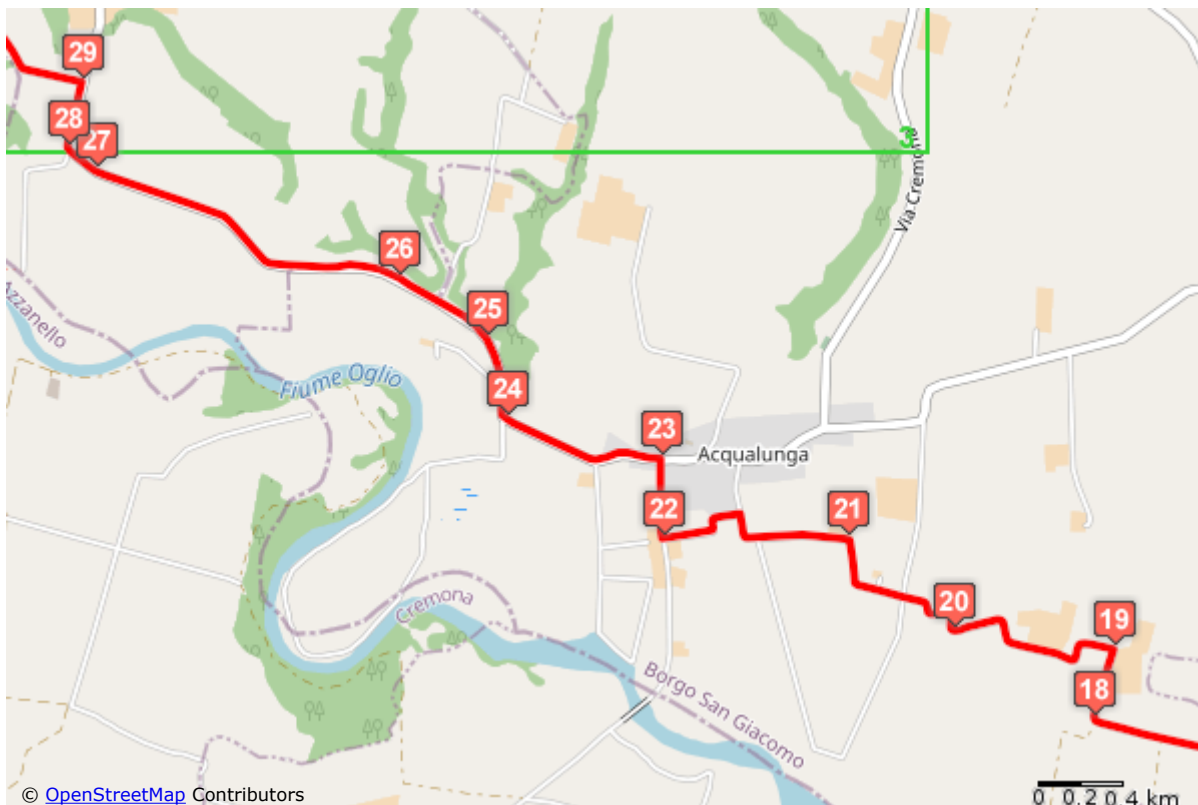 29
28
27
3
Via Cremona
26
Azzanello
25
Fiume Oglio
24
23
Acqualunga
22
21
20
19
Cremona
18
Borgo San Giacomo
© OpenStreetMap Contributors
0 0.2 0.4 km